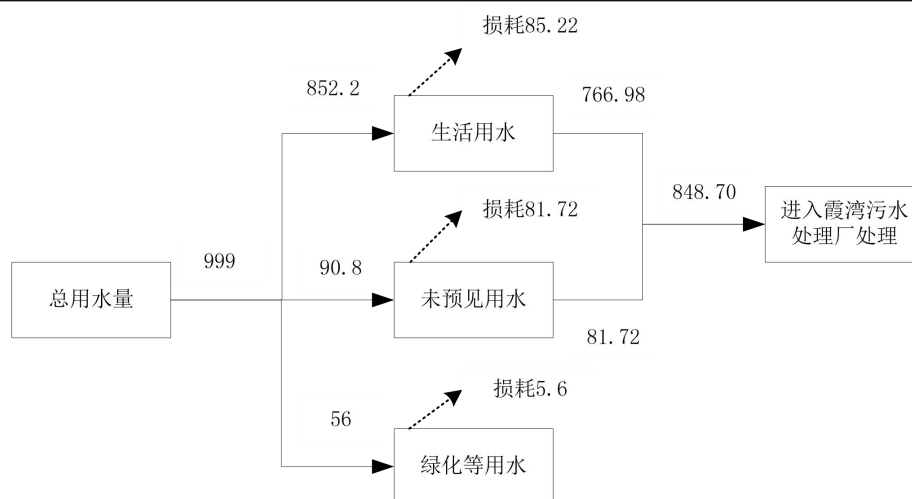 损耗85.22
852.2
766.98
生活用水
848.70
进入霞湾污水
处理厂处理
损耗81.72
999
90.8
总用水量
未预见用水
81.72
损耗5.6
56
绿化等用水